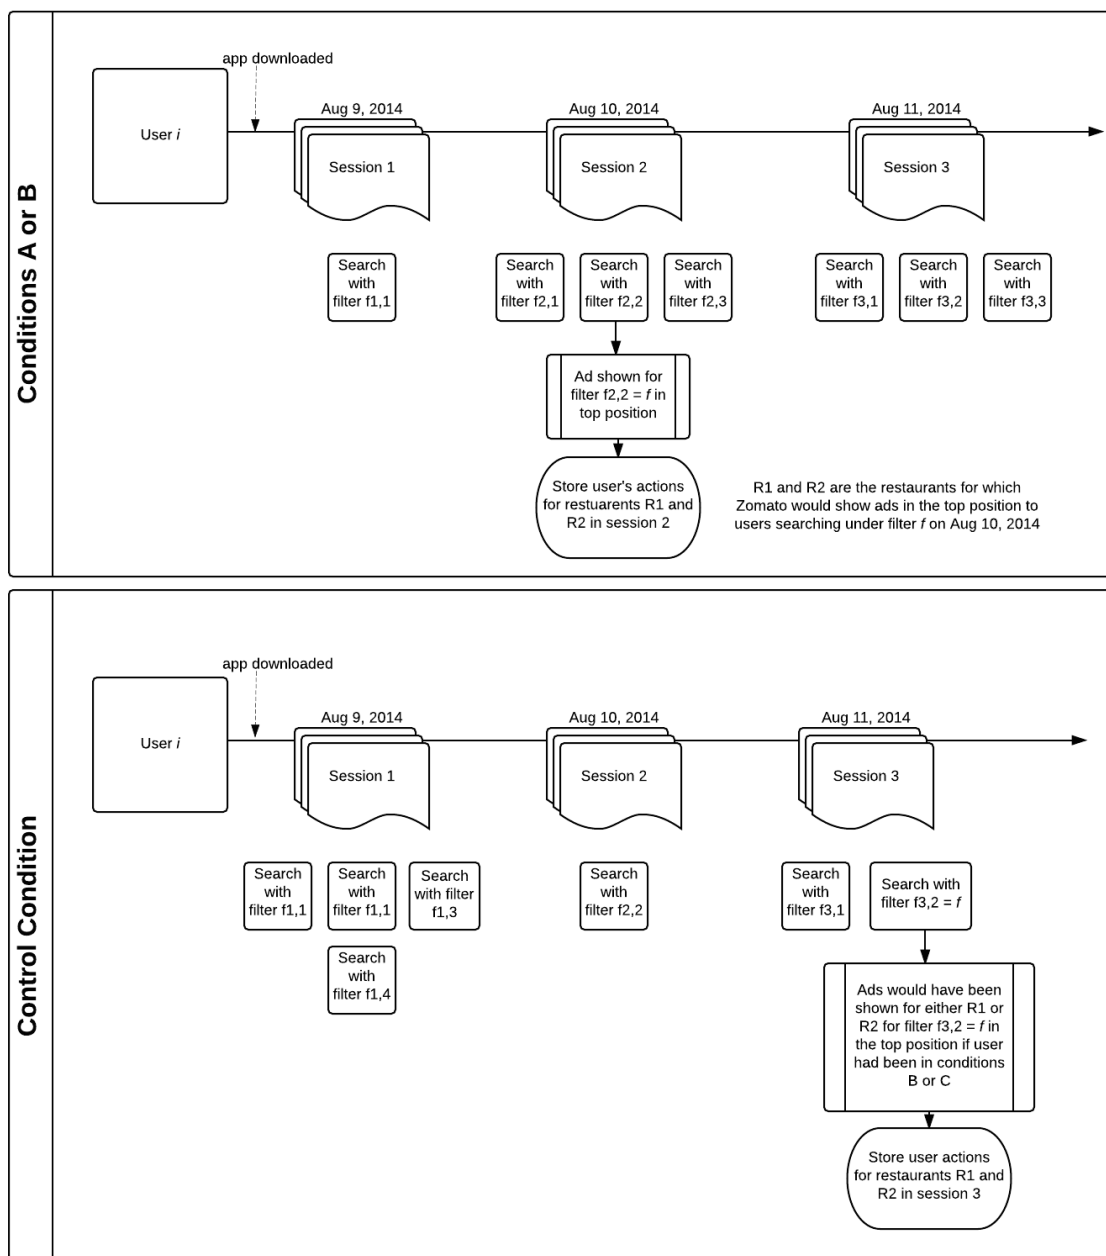 Conditions A or B
app downloaded
User i
Aug 9, 2014
Aug 10, 2014
Aug 11, 2014
Session 1
Session 2
Session 3
Search
with
filter f1,1
Search
with
filter f2,1
Search
with
filter f2,2
Search
with
filter f2,3
Search
with
filter f3,1
Search
with
filter f3,2
Search
with
filter f3,3
Ad shown for
filter f2,2 = f in
top position
Store user's actions
for restuarents R1 and
R2 in session 2
R1 and R2 are the restaurants for which
Zomato would show ads in the top position to
users searching under filter f on Aug 10, 2014
Control Condition
app downloaded
User i
Aug 9, 2014
Aug 10, 2014
Aug 11, 2014
Session 1
Session 2
Session 3
Search
with
filter f1,1
Search
with
filter f1,1
Search
with filter
f1,3
Search
with
filter f1,4
Search
with
filter f2,2
Search
with
filter f3,1
Search with
filter f3,2 = f
Ads would have been
shown for either R1 or
R2 for filter f3,2 = f in
the top position if user
had been in conditions
B or C
Store user actions
for restaurants R1 and
R2 in session 3